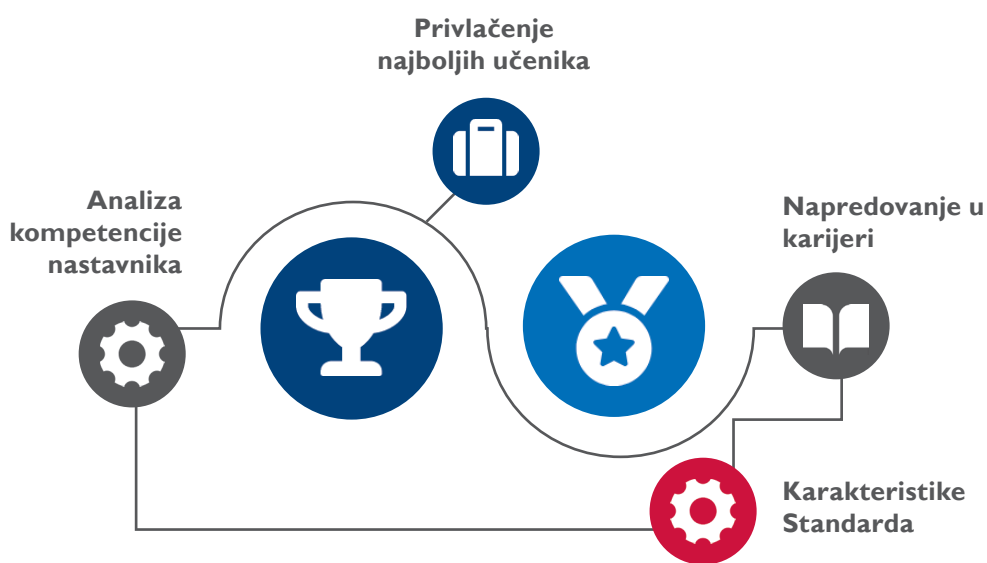 Privlačenje
najboljih učenika
Analiza
kompetencije
nastavnika
Napredovanje u
karijeri
Karakteristike
Standarda